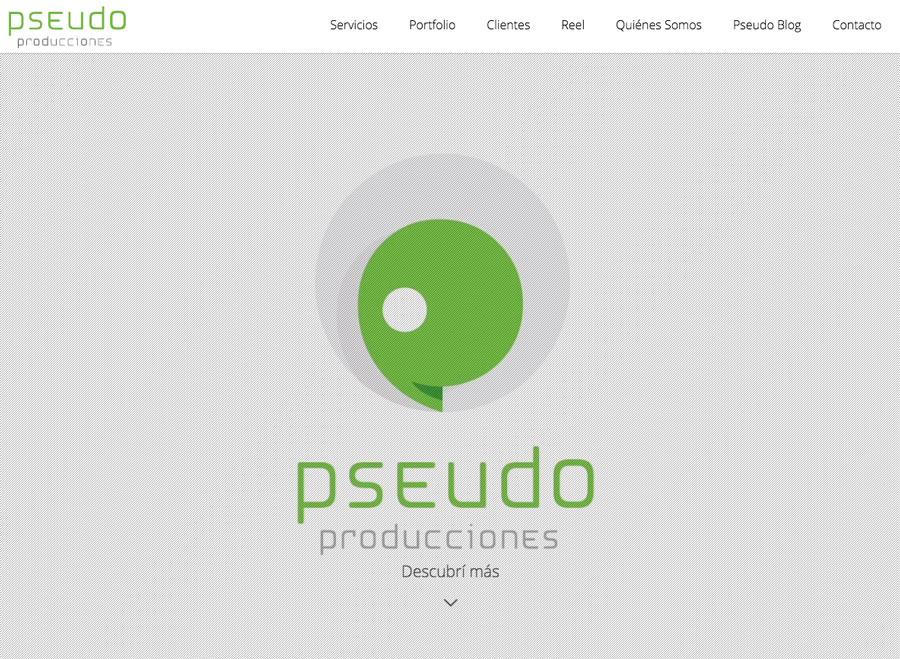 pseudo
producciones
Servicios Portfolio Clientes Reel Quiénes Somos Pseudo Blog Contacto
pseudo
producciones
Descubrí más